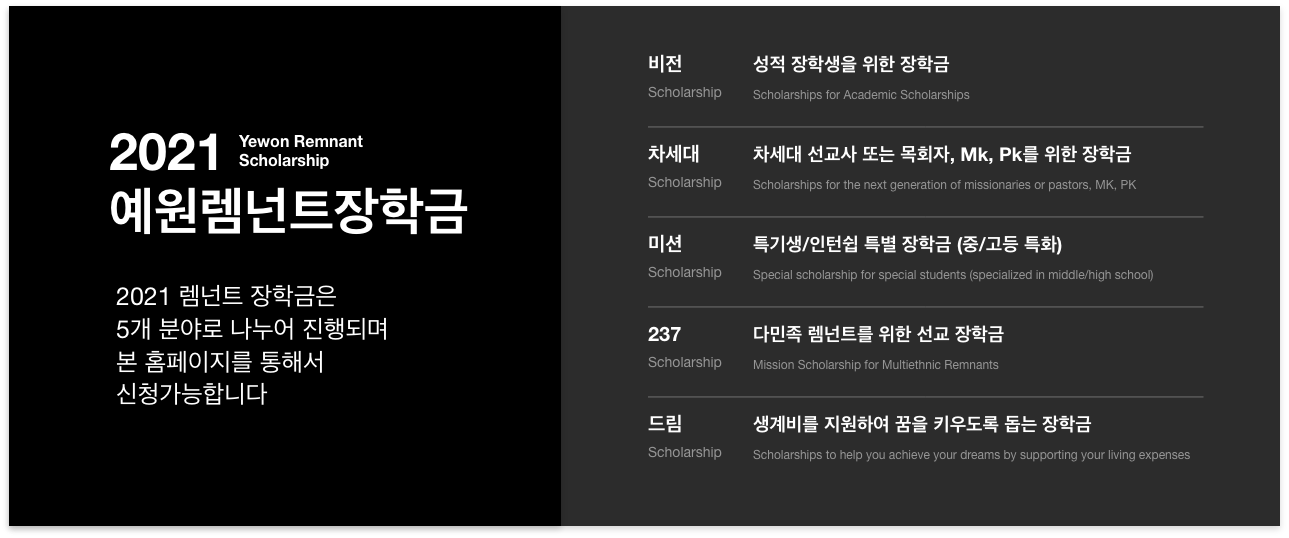 2021
Yewon Remnant
Scholarship
예원렘넌트장학금
2021 렘넌트 장학금은
5개 분야로 나누어 진행되며
본 홈페이지를 통해서
신청가능합니다
비전
Scholarship
성적 장학생을 위한 장학금
Scholarships for Academic Scholarships
차세대
Scholarship
차세대 선교사 또는 목회자, Mk, Pk를 위한 장학금
Scholarships for the next generation of missionaries or pastors, MK, PK
미션
Scholarship
특기생/인턴쉽 특별 장학금 (중/고등 특화)
Special scholarship for special students (specialized in middle/high school)
237
Scholarship
다민족 렘넌트를 위한 선교 장학금
Mission Scholarship for Multiethnic Remnants
드림
Scholarship
생계비를 지원하여 꿈을 키우도록 돕는 장학금
Scholarships to help you achieve your dreams by supporting your living expenses